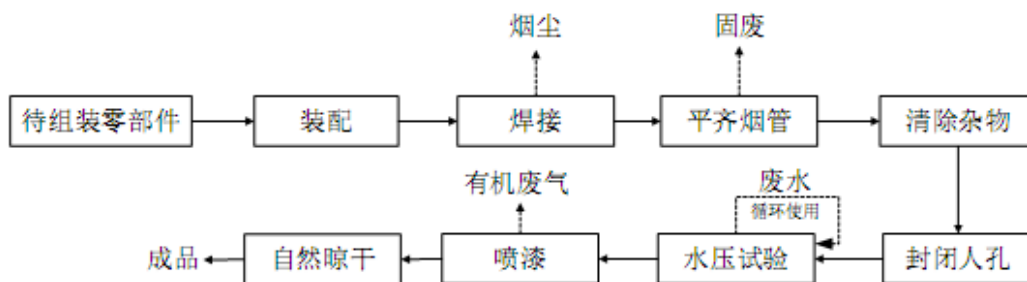 烟尘
固废
待组装零部件
装配
焊接
平齐烟管
清除杂物
有机废气
废水
循环使用
成品
自然晾干
喷漆
水压试验
封闭人孔